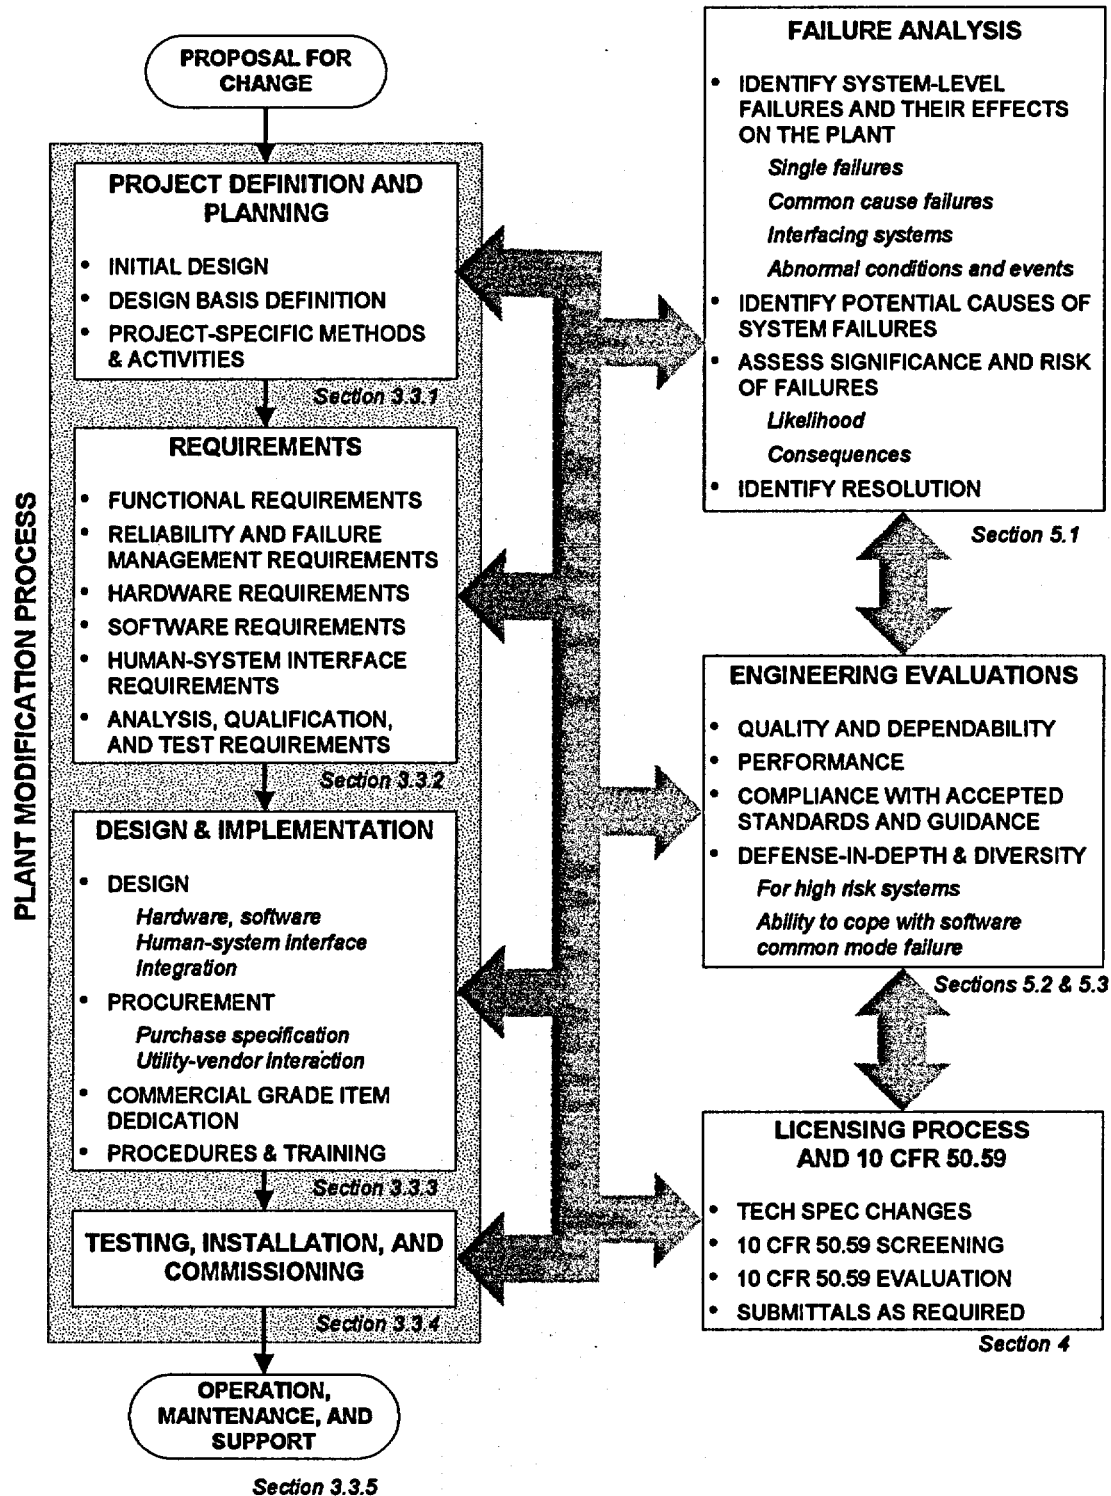 PROPOSAL FOR
CHANGE
PLANT MODIFICATION PROCESS
PROJECT DEFINITION AND
PLANNING
• INITIAL DESIGN
• DESIGN BASIS DEFINITION
• PROJECT-SPECIFIC METHODS
& ACTIVITIES
Section 3.3.1
REQUIREMENTS
• FUNCTIONAL REQUIREMENTS
• RELIABILITY AND FAILURE
MANAGEMENT REQUIREMENTS
• HARDWARE REQUIREMENTS
• SOFTWARE REQUIREMENTS
• HUMAN-SYSTEM INTERFACE
REQUIREMENTS
• ANALYSIS, QUALIFICATION,
AND TEST REQUIREMENTS
Section 3.3.2
DESIGN & IMPLEMENTATION
• DESIGN
Hardware, software
Human-system interface
Integration
• PROCUREMENT
Purchase specification
Utility-vendor interaction
• COMMERCIAL GRADE ITEM
DEDICATION
• PROCEDURES & TRAINING
Section 3.3.3
TESTING, INSTALLATION, AND
COMMISSIONING
Section 3.3.4
OPERATION,
MAINTENANCE, AND
SUPPORT
Section 3.3.5
FAILURE ANALYSIS
• IDENTIFY SYSTEM-LEVEL
FAILURES AND THEIR EFFECTS
ON THE PLANT
Single failures
Common cause failures
Interfacing systems
Abnormal conditions and events
• IDENTIFY POTENTIAL CAUSES OF
SYSTEM FAILURES
• ASSESS SIGNIFICANCE AND RISK
OF FAILURES
Likelihood
Consequences
• IDENTIFY RESOLUTION
Section 5.1
ENGINEERING EVALUATIONS
• QUALITY AND DEPENDABILITY
• PERFORMANCE
• COMPLIANCE WITH ACCEPTED
STANDARDS AND GUIDANCE
• DEFENSE-IN-DEPTH & DIVERSITY
For high risk systems
Ability to cope with software
common mode failure
Sections 5.2 & 5.3
LICENSING PROCESS
AND 10 CFR 50.59
• TECH SPEC CHANGES
• 10 CFR 50.59 SCREENING
• 10 CFR 50.59 EVALUATION
• SUBMITTALS AS REQUIRED
Section 4